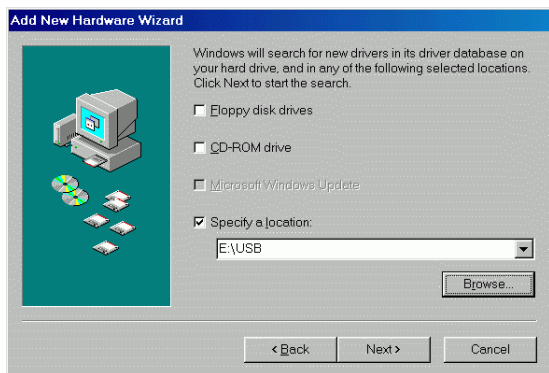 Add New Hardware Wizard
Windows will search for new drivers in its driver database on
your hard drive, and in any of the following selected locations.
Click Next to start the search.
Floppy disk drives
CD-ROM drive
Microsoft Windows Update
Specify a location:
E:\USB
Browse...
< Back
Next >
Cancel